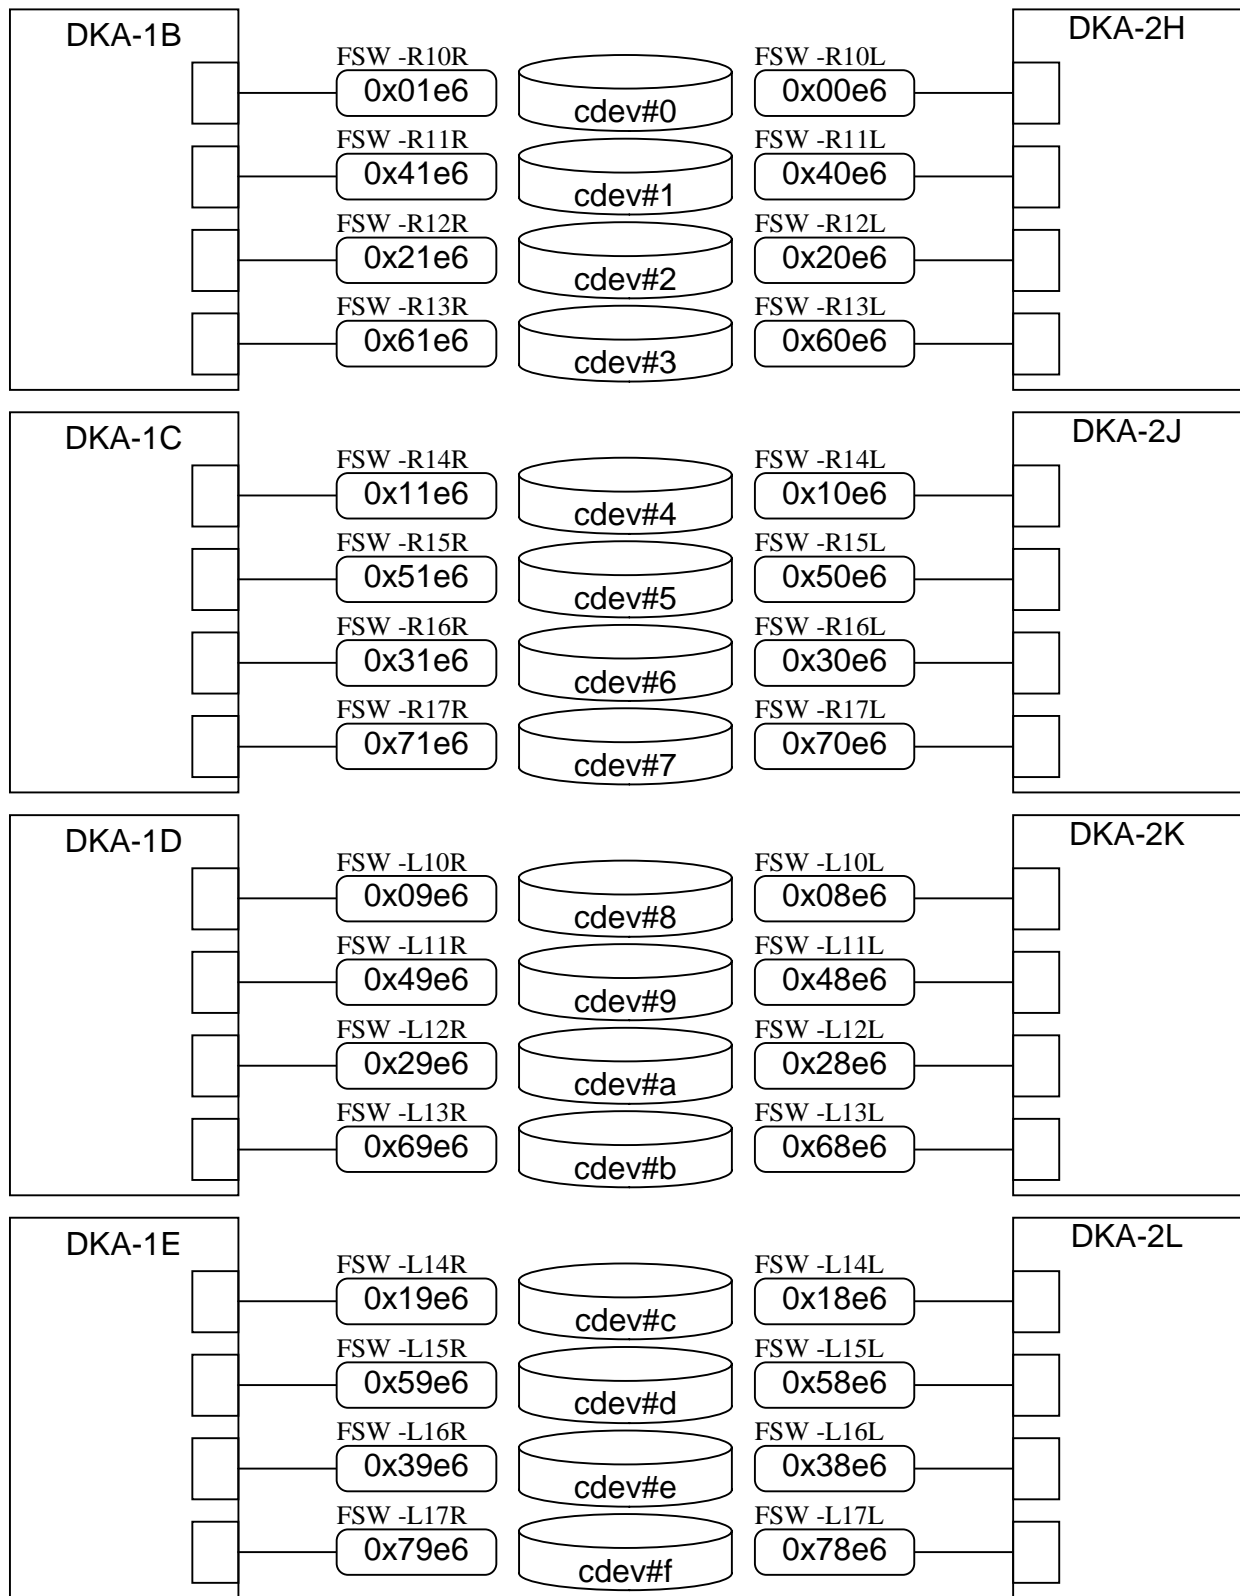 DKA-1B
DKA-2H
FSW -R10R
FSW -R10L
0x01e6
cdev#0
0x00e6
FSW -R11R
FSW -R11L
0x41e6
cdev#1
0x40e6
FSW -R12R
FSW -R12L
0x21e6
cdev#2
0x20e6
FSW -R13R
FSW -R13L
0x61e6
cdev#3
0x60e6
DKA-1C
DKA-2J
FSW -R14R
FSW -R14L
0x11e6
cdev#4
0x10e6
FSW -R15R
FSW -R15L
0x51e6
cdev#5
0x50e6
FSW -R16R
FSW -R16L
0x31e6
cdev#6
0x30e6
FSW -R17R
FSW -R17L
0x71e6
cdev#7
0x70e6
DKA-1D
DKA-2K
FSW -L10R
FSW -L10L
0x09e6
cdev#8
0x08e6
FSW -L11R
FSW -L11L
0x49e6
cdev#9
0x48e6
FSW -L12R
FSW -L12L
0x29e6
cdev#a
0x28e6
FSW -L13R
FSW -L13L
0x69e6
cdev#b
0x68e6
DKA-1E
DKA-2L
FSW -L14R
FSW -L14L
0x19e6
cdev#c
0x18e6
FSW -L15R
FSW -L15L
0x59e6
cdev#d
0x58e6
FSW -L16R
FSW -L16L
0x39e6
cdev#e
0x38e6
FSW -L17R
FSW -L17L
0x79e6
cdev#f
0x78e6